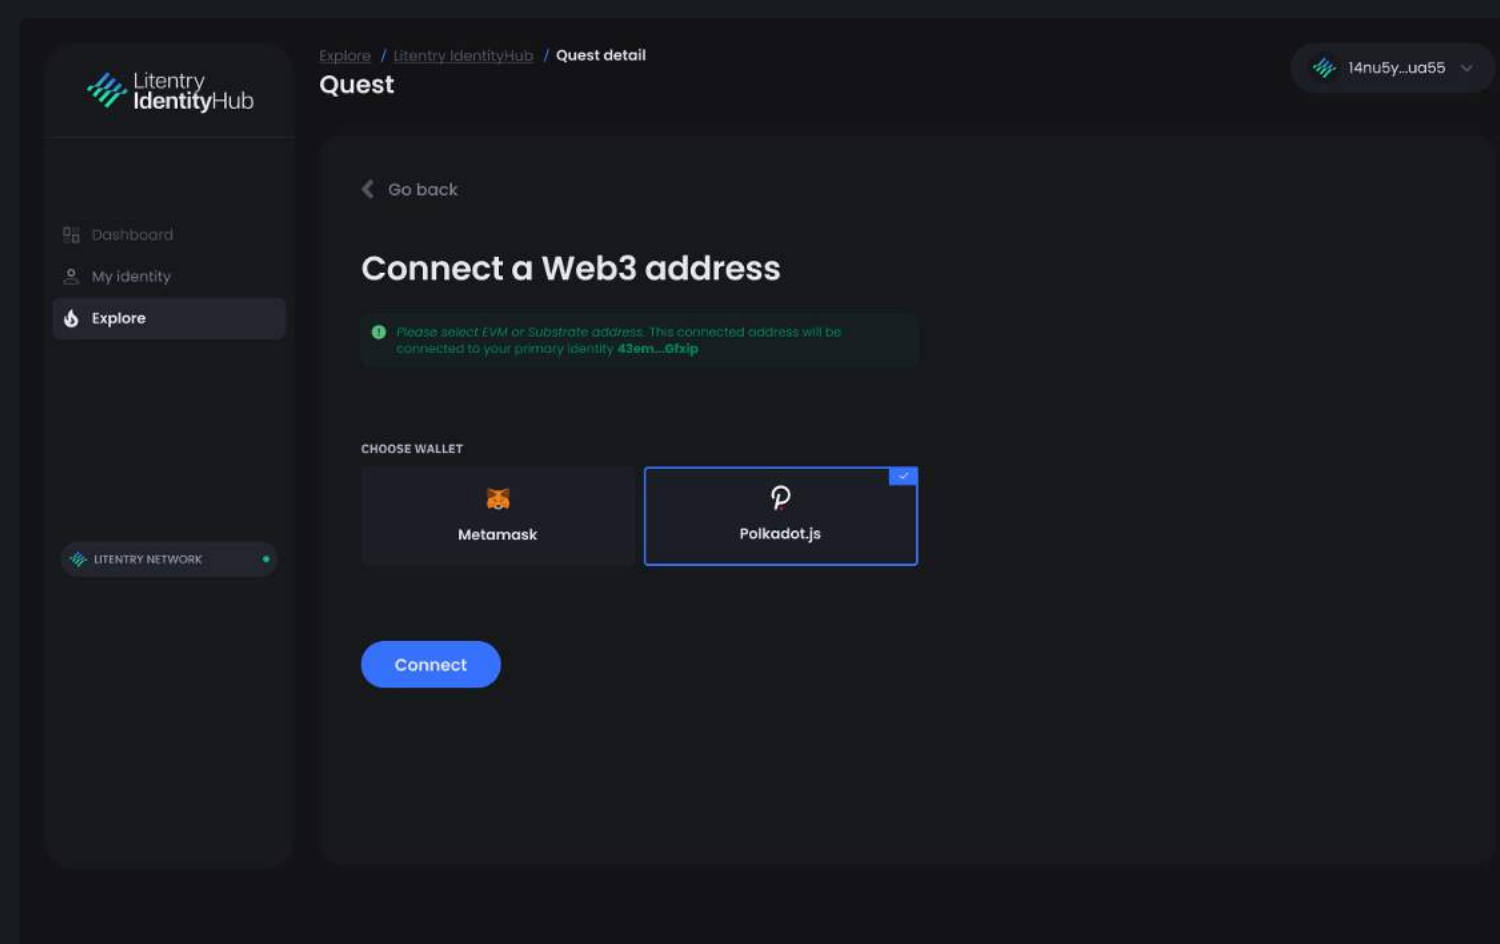 Litentry
IdentityHub
Explore / Litentry IdentityHub / Quest detail
Quest
14nu5y...ua55
Dashboard
My identity
Explore
LITENTRY NETWORK
Go back
Connect a Web3 address
Please select EVM or Substrate address. This connected address will be
connected to your primary identity 43em...Gfxip
CHOOSE WALLET
Metamask
Polkadot.js
Connect